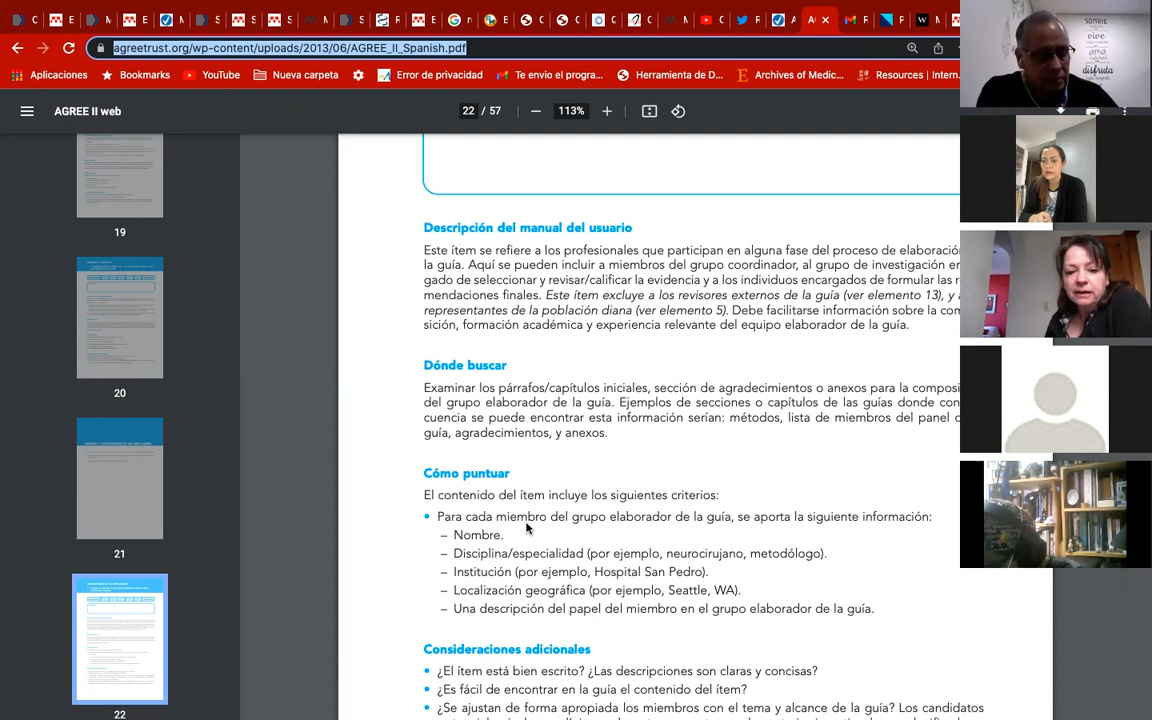 agreetrust.org/wp-content/uploads/2013/06/AGREE_II_Spanish.pdf
Aplicaciones Bookmarks YouTube Nueva carpeta Error de privacidad Te envio el progra... Herramienta de D... Archives of Medic... Resources | Intern...
AGREE II web 22 / 57 113%
SONRIE
vive
ama
disfruta
19
20
21
22
Descripción del manual del usuario
Este ítem se refiere a los profesionales que participan en alguna fase del proceso de elaboració
la guía. Aquí se pueden incluir a miembros del grupo coordinador, al grupo de investigación en
gado de seleccionar y revisar/calificar la evidencia y a los individuos encargados de formular las r
mendaciones finales. Este ítem excluye a los revisores externos de la guía (ver elemento 13), y a
representantes de la población diana (ver elemento 5). Debe facilitarse información sobre la com
sición, formación académica y experiencia relevante del equipo elaborador de la guía.
Dónde buscar
Examinar los párrafos/capítulos iniciales, sección de agradecimientos o anexos para la composi
del grupo elaborador de la guía. Ejemplos de secciones o capítulos de las guías donde con
cuencia se puede encontrar esta información serían: métodos, lista de miembros del panel d
guía, agradecimientos, y anexos.
Cómo puntuar
El contenido del ítem incluye los siguientes criterios:
• Para cada miembro del grupo elaborador de la guía, se aporta la siguiente información:
– Nombre.
– Disciplina/especialidad (por ejemplo, neurocirujano, metodólogo).
– Institución (por ejemplo, Hospital San Pedro).
– Localización geográfica (por ejemplo, Seattle, WA).
– Una descripción del papel del miembro en el grupo elaborador de la guía.
Consideraciones adicionales
• ¿El ítem está bien escrito? ¿Las descripciones son claras y concisas?
• ¿Es fácil de encontrar en la guía el contenido del ítem?
• ¿Se ajustan de forma apropiada los miembros con el tema y alcance de la guía? Los candidatos